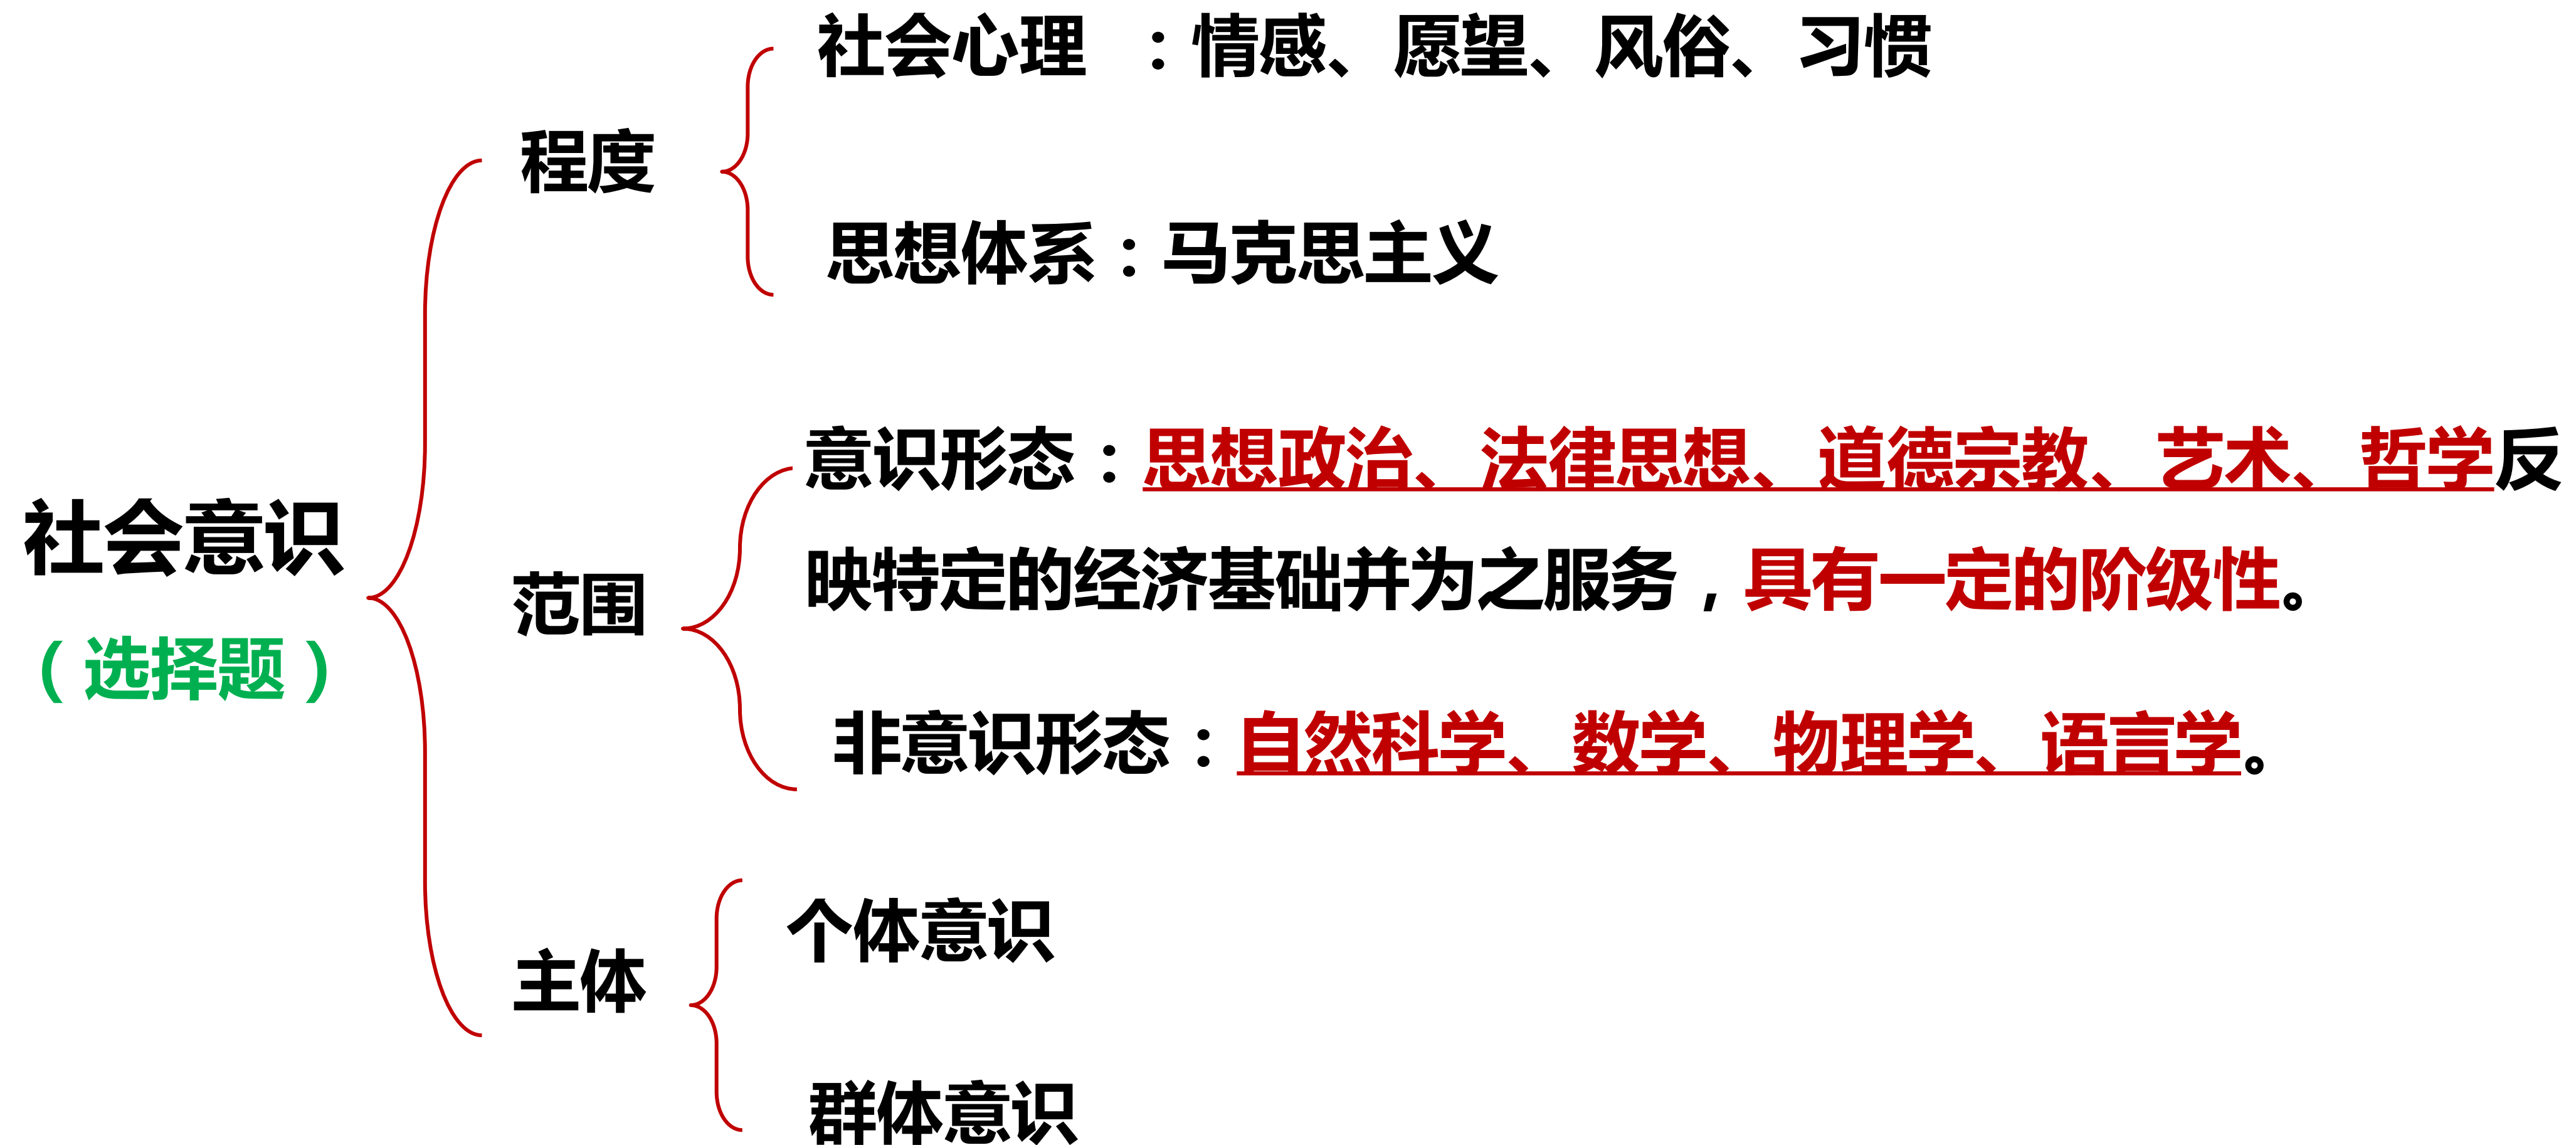 社会心理 ：情感、愿望、风俗、习惯
程度
思想体系：马克思主义
意识形态：思想政治、法律思想、道德宗教、艺术、哲学反
映特定的经济基础并为之服务，具有一定的阶级性。
社会意识
范围
（选择题）
非意识形态：自然科学、数学、物理学、语言学。
个体意识
主体
群体意识